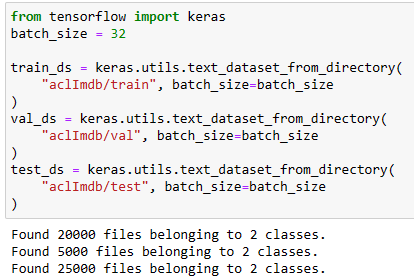 from tensorflow import keras
batch_size = 32
train_ds = keras.utils.text_dataset_from_directory(
    "aclImdb/train", batch_size=batch_size
)
val_ds = keras.utils.text_dataset_from_directory(
    "aclImdb/val", batch_size=batch_size
)
test_ds = keras.utils.text_dataset_from_directory(
    "aclImdb/test", batch_size=batch_size
)
Found 20000 files belonging to 2 classes.
Found 5000 files belonging to 2 classes.
Found 25000 files belonging to 2 classes.